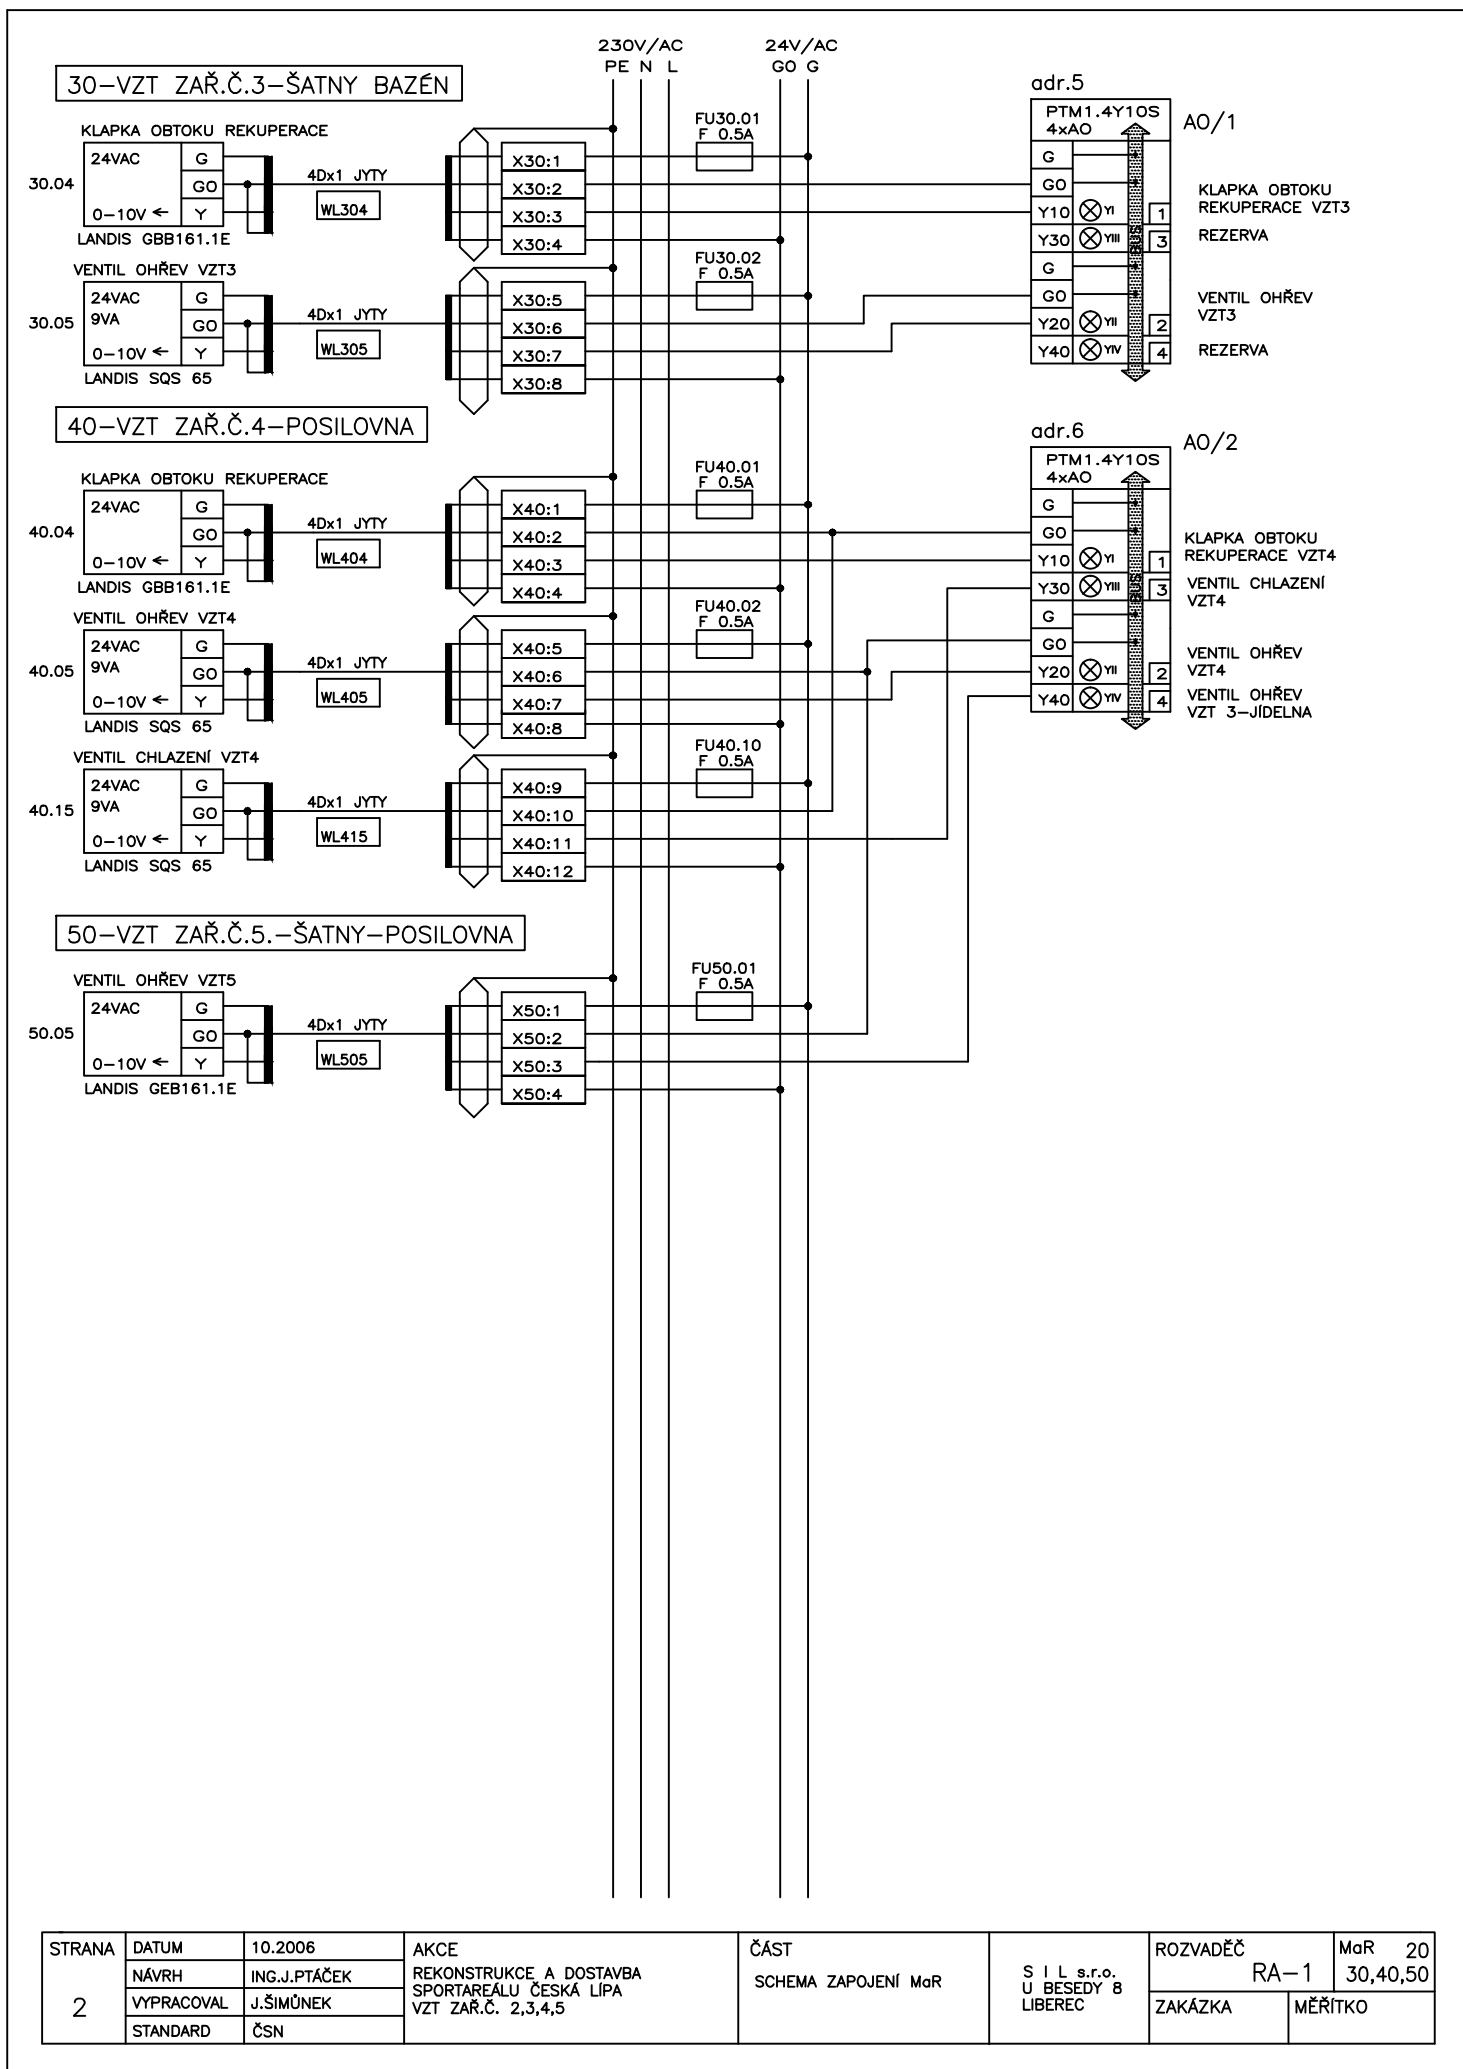 230V/AC 24V/AC
PE N L G0 G
30-VZT ZAŘ.Č.3-ŠATNY BAZÉN
KLAPKA OBTOKU REKUPERACE
30.04
24VAC G
G0
0-10V ← Y
LANDIS GBB161.1E
4Dx1 JYTY
WL304
X30:1
X30:2
X30:3
X30:4
FU30.01
F 0.5A
VENTIL OHŘEV VZT3
30.05
24VAC G
9VA G0
0-10V ← Y
LANDIS SQS 65
4Dx1 JYTY
WL305
X30:5
X30:6
X30:7
X30:8
FU30.02
F 0.5A
adr.5
PTM1.4Y10S
4xAO
AO/1
G
G0
Y10 YI 1
Y30 YIII 3
G
G0
Y20 YII 2
Y40 YIV 4
BUS
KLAPKA OBTOKU
REKUPERACE VZT3
REZERVA
VENTIL OHŘEV
VZT3
REZERVA
40-VZT ZAŘ.Č.4-POSILOVNA
KLAPKA OBTOKU REKUPERACE
40.04
24VAC G
G0
0-10V ← Y
LANDIS GBB161.1E
4Dx1 JYTY
WL404
X40:1
X40:2
X40:3
X40:4
FU40.01
F 0.5A
VENTIL OHŘEV VZT4
40.05
24VAC G
9VA G0
0-10V ← Y
LANDIS SQS 65
4Dx1 JYTY
WL405
X40:5
X40:6
X40:7
X40:8
FU40.02
F 0.5A
VENTIL CHLAZENÍ VZT4
40.15
24VAC G
9VA G0
0-10V ← Y
LANDIS SQS 65
4Dx1 JYTY
WL415
X40:9
X40:10
X40:11
X40:12
FU40.10
F 0.5A
adr.6
PTM1.4Y10S
4xAO
AO/2
G
G0
Y10 YI 1
Y30 YIII 3
G
G0
Y20 YII 2
Y40 YIV 4
BUS
KLAPKA OBTOKU
REKUPERACE VZT4
VENTIL CHLAZENÍ
VZT4
VENTIL OHŘEV
VZT4
VENTIL OHŘEV
VZT 3-JÍDELNA
50-VZT ZAŘ.Č.5.-ŠATNY-POSILOVNA
VENTIL OHŘEV VZT5
50.05
24VAC G
G0
0-10V ← Y
LANDIS GEB161.1E
4Dx1 JYTY
WL505
X50:1
X50:2
X50:3
X50:4
FU50.01
F 0.5A
STRANA
2
DATUM 10.2006
NÁVRH ING.J.PTÁČEK
VYPRACOVAL J.ŠIMŮNEK
STANDARD ČSN
AKCE
REKONSTRUKCE A DOSTAVBA
SPORTAREÁLU ČESKÁ LÍPA
VZT ZAŘ.Č. 2,3,4,5
ČÁST
SCHEMA ZAPOJENÍ MaR
S I L s.r.o.
U BESEDY 8
LIBEREC
ROZVADĚČ
RA-1
MaR 20
30,40,50
ZAKÁZKA
MĚŘÍTKO